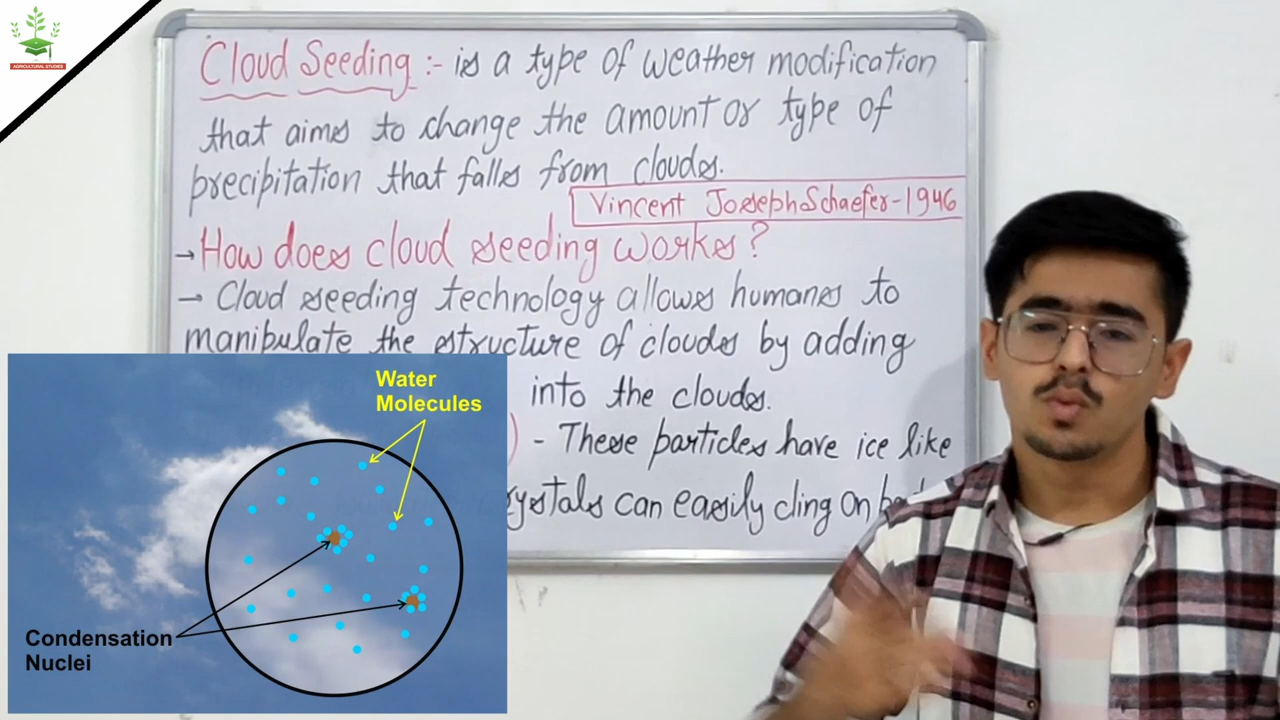 AGRICULTURAL STUDIES
Cloud Seeding :- is a type of weather modification
that aims to change the amount or type of
precipitation that falls from clouds.
Vincent Joseph Schaefer-1946
→ How does cloud seeding works?
→ Cloud seeding technology allows humans to
manipulate the structure of clouds by adding
into the clouds.
) - These particles have ice like
can easily cling on
Water
Molecules
Condensation
Nuclei